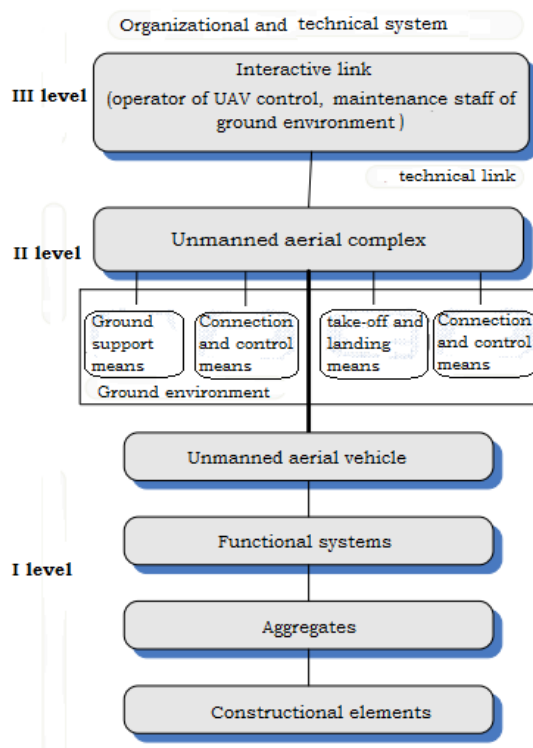 Organizational and technical system
III level
Interactive link
(operator of UAV control, maintenance staff of
ground environment)
technical link
II level
Unmanned aerial complex
Ground
support
means
Connection
and control
means
take-off and
landing
means
Connection
and control
means
Ground environment
Unmanned aerial vehicle
Functional systems
I level
Aggregates
Constructional elements